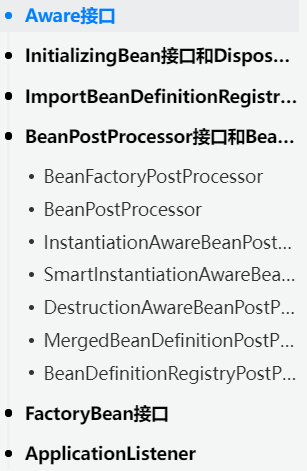 Aware接口
InitializingBean接口和Dispos...
ImportBeanDefinitionRegistr...
BeanPostProcessor接口和Bea...
BeanFactoryPostProcessor
BeanPostProcessor
InstantiationAwareBeanPost...
SmartInstantiationAwareBea...
DestructionAwareBeanPostP...
MergedBeanDefinitionPostP...
BeanDefinitionRegistryPostP...
FactoryBean接口
ApplicationListener